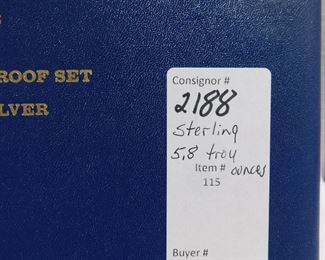 ROOF SET
LVER
Consignor #
2188
Sterling
5.8 troy
Item # ounces
115
Buyer #